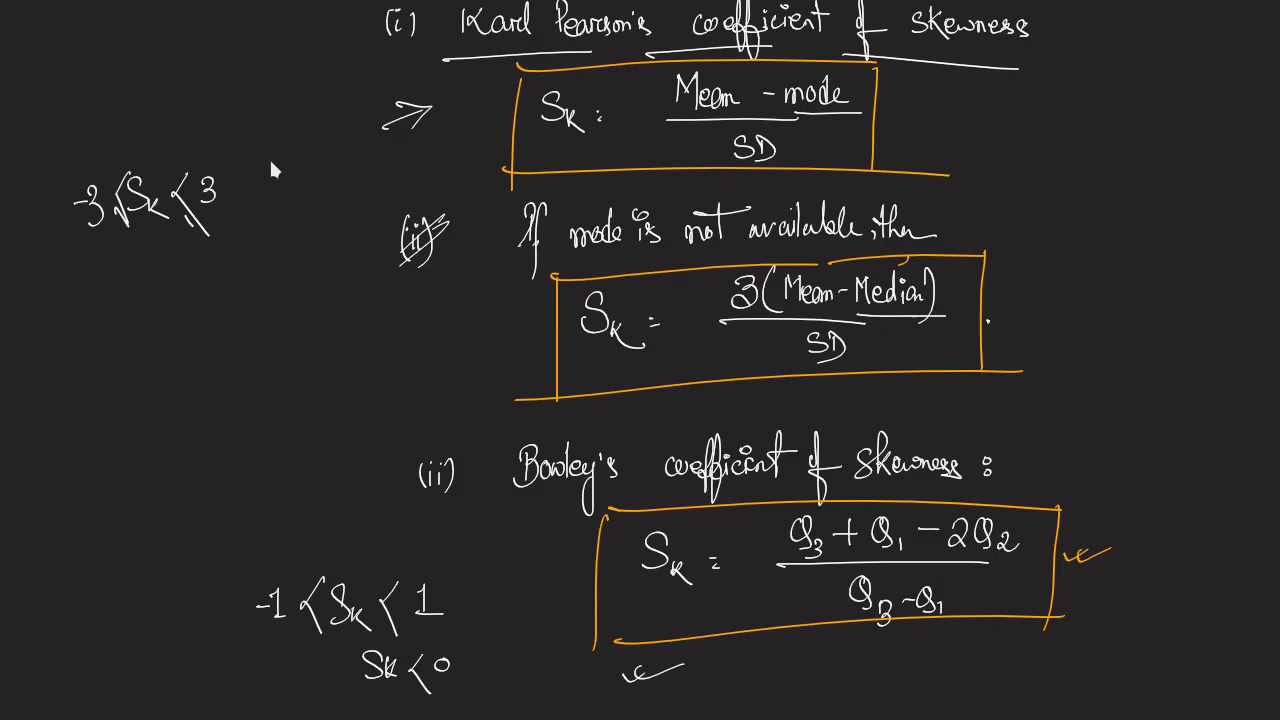 (i) Karl Pearson's coefficient of skewness
Sk = Mean - mode / SD
-3 < Sk < 3
(ii) If mode is not available, then
Sk = 3(Mean - Median) / SD
(ii) Bowley's coefficient of skewness :
Sk = Q3 + Q1 - 2Q2 / Q3 - Q1
-1 < Sk < 1
Sk < 0